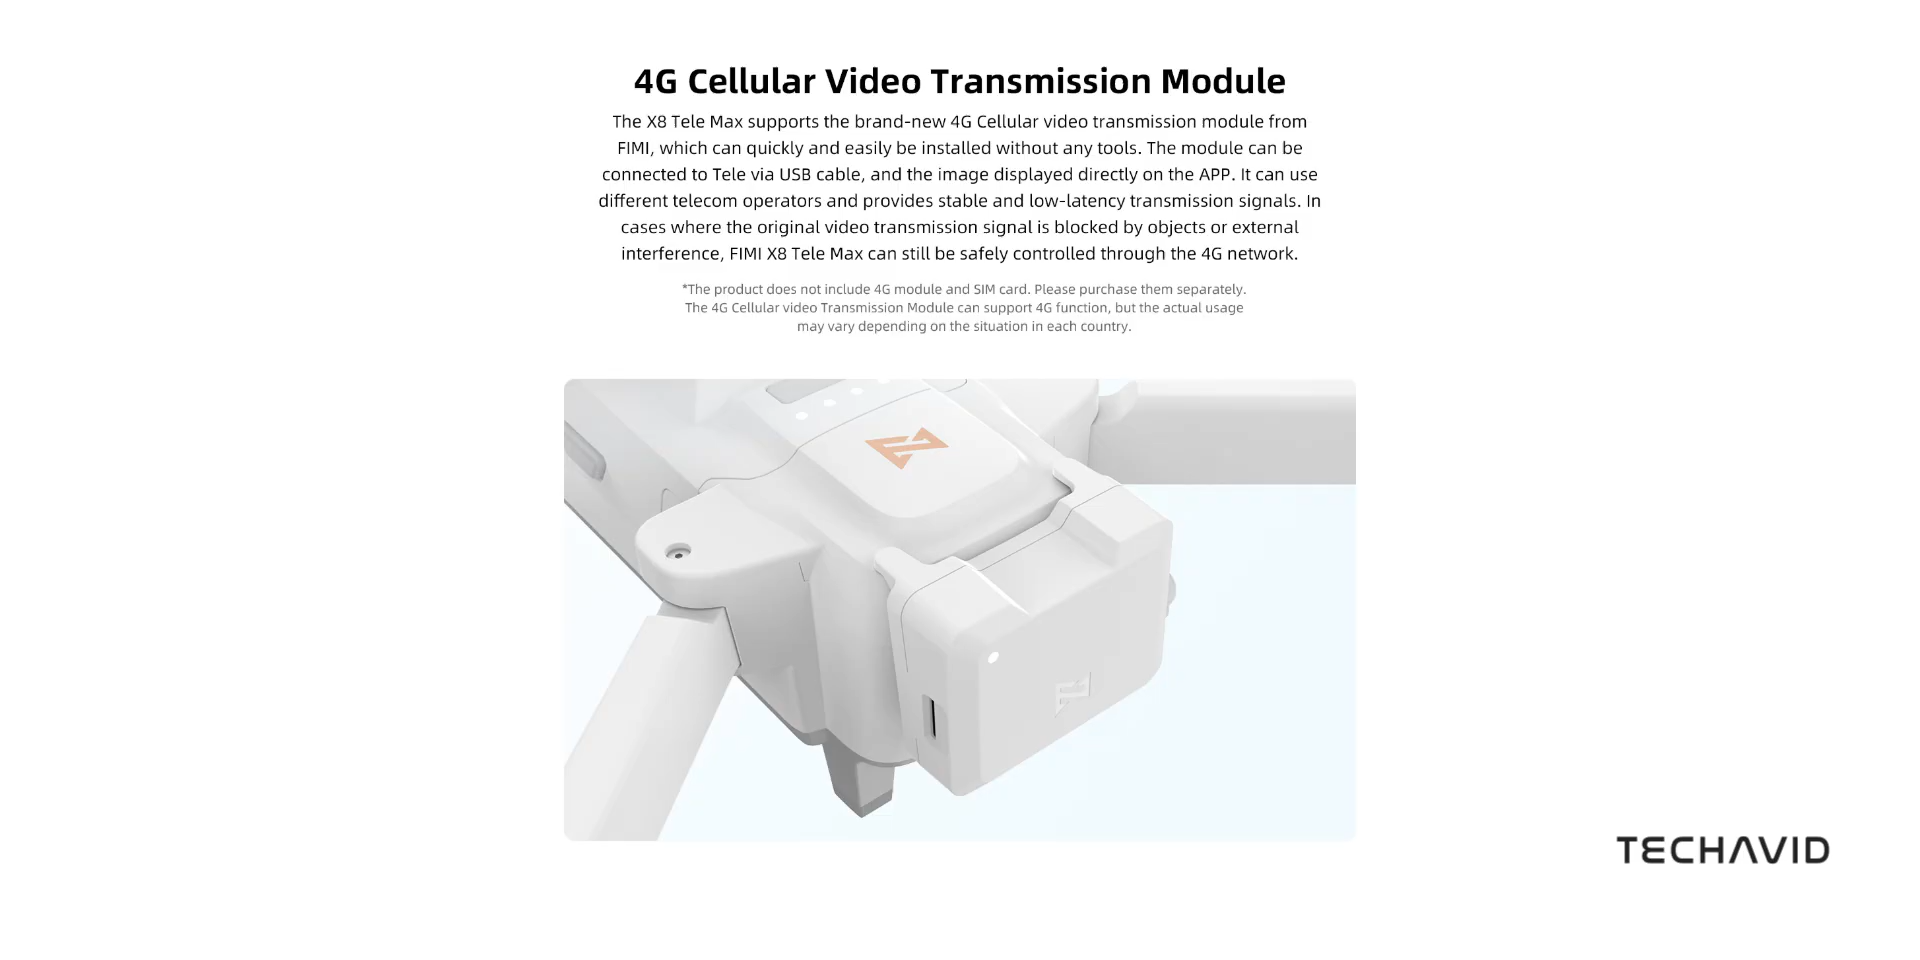 4G Cellular Video Transmission Module
The X8 Tele Max supports the brand-new 4G Cellular video transmission module from
FIMI, which can quickly and easily be installed without any tools. The module can be
connected to Tele via USB cable, and the image displayed directly on the APP. It can use
different telecom operators and provides stable and low-latency transmission signals. In
cases where the original video transmission signal is blocked by objects or external
interference, FIMI X8 Tele Max can still be safely controlled through the 4G network.
*The product does not include 4G module and SIM card. Please purchase them separately.
The 4G Cellular video Transmission Module can support 4G function, but the actual usage
may vary depending on the situation in each country.
TECHAVID